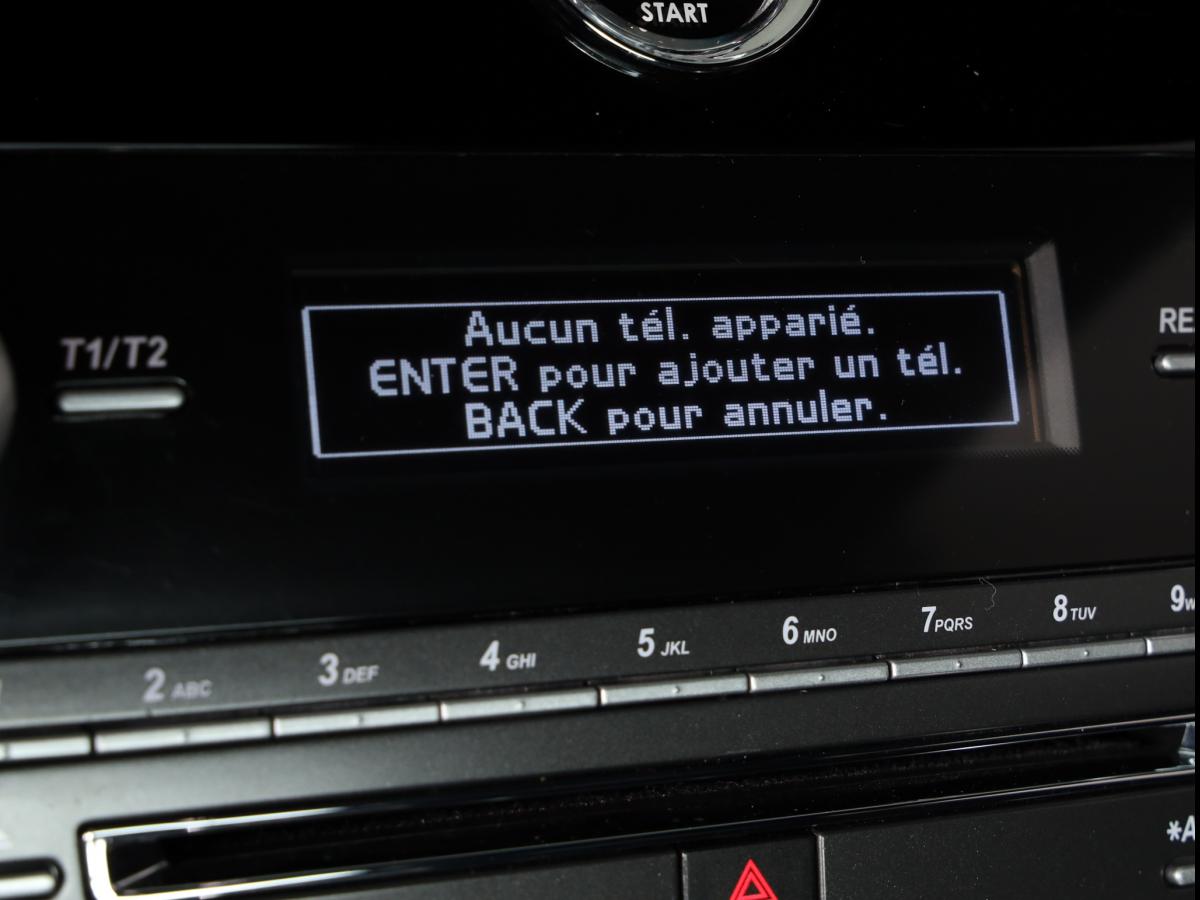 START
T1/T2
Aucun tél. apparié.
ENTER pour ajouter un tél.
BACK pour annuler.
RE
2 ABC
3 DEF
4 GHI
5 JKL
6 MNO
7 PQRS
8 TUV
9W
*A